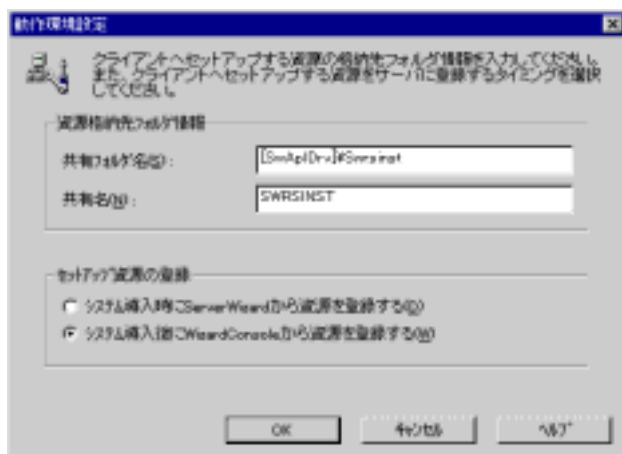 動作環境設定
クライアントへセットアップする資源の格納先フォルダ情報を入力してください。
また、クライアントへセットアップする資源をサーバに登録するタイミングを選択
してください。
資源格納先フォルダ情報
共有フォルダ名(S):
[SwAplDrv]¥Swrsinst
共有名(N):
SWRSINST
セットアップ資源の登録
システム導入時にServerWizardから資源を登録する(D)
システム導入後にWizardConsoleから資源を登録する(W)
OK
キャンセル
ヘルプ